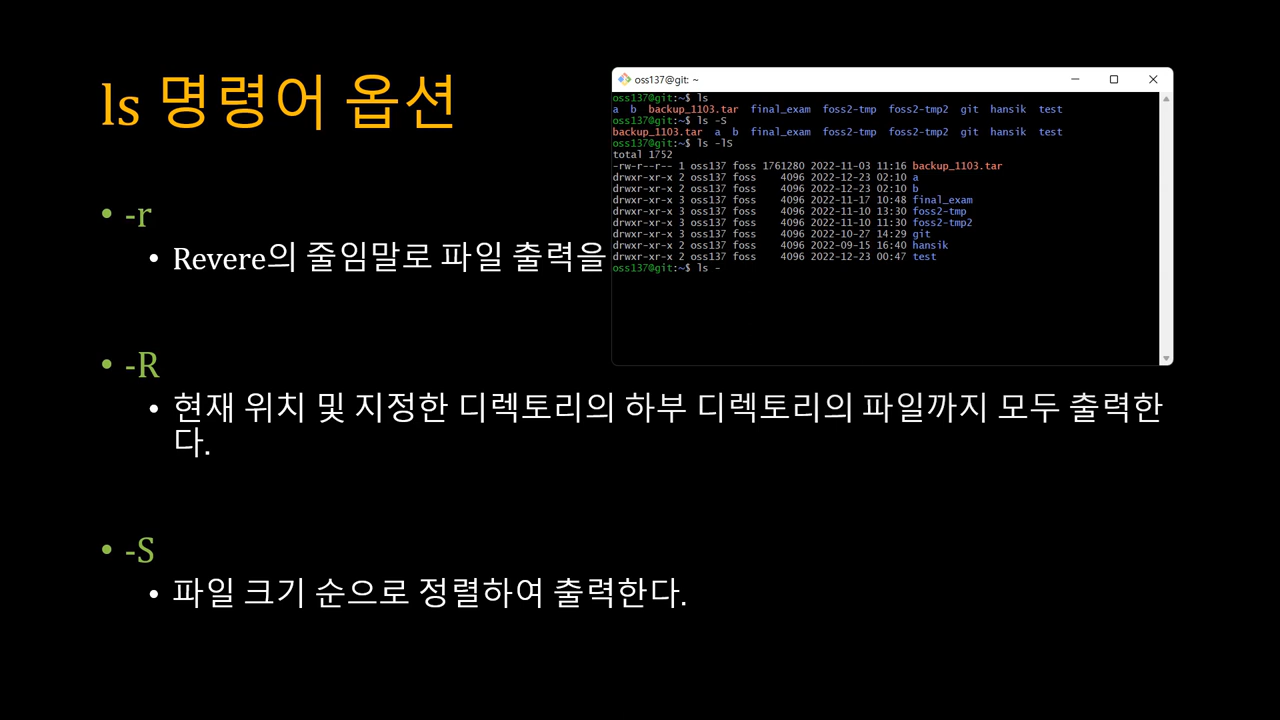 ls 명령어 옵션
• -r
• Revere의 줄임말로 파일 출력을
• -R
• 현재 위치 및 지정한 디렉토리의 하부 디렉토리의 파일까지 모두 출력한
다.
• -S
• 파일 크기 순으로 정렬하여 출력한다.
oss137@git: ~
oss137@git:~$ ls
a b backup_1103.tar final_exam foss2-tmp foss2-tmp2 git hansik test
oss137@git:~$ ls -S
backup_1103.tar a b final_exam foss2-tmp foss2-tmp2 git hansik test
oss137@git:~$ ls -lS
total 1752
-rw-r--r-- 1 oss137 foss 1761280 2022-11-03 11:16 backup_1103.tar
drwxr-xr-x 2 oss137 foss 4096 2022-12-23 02:10 a
drwxr-xr-x 2 oss137 foss 4096 2022-12-23 02:10 b
drwxr-xr-x 3 oss137 foss 4096 2022-11-17 10:48 final_exam
drwxr-xr-x 3 oss137 foss 4096 2022-11-10 13:30 foss2-tmp
drwxr-xr-x 3 oss137 foss 4096 2022-11-10 11:30 foss2-tmp2
drwxr-xr-x 3 oss137 foss 4096 2022-10-27 14:29 git
drwxr-xr-x 2 oss137 foss 4096 2022-09-15 16:40 hansik
drwxr-xr-x 2 oss137 foss 4096 2022-12-23 00:47 test
oss137@git:~$ ls -